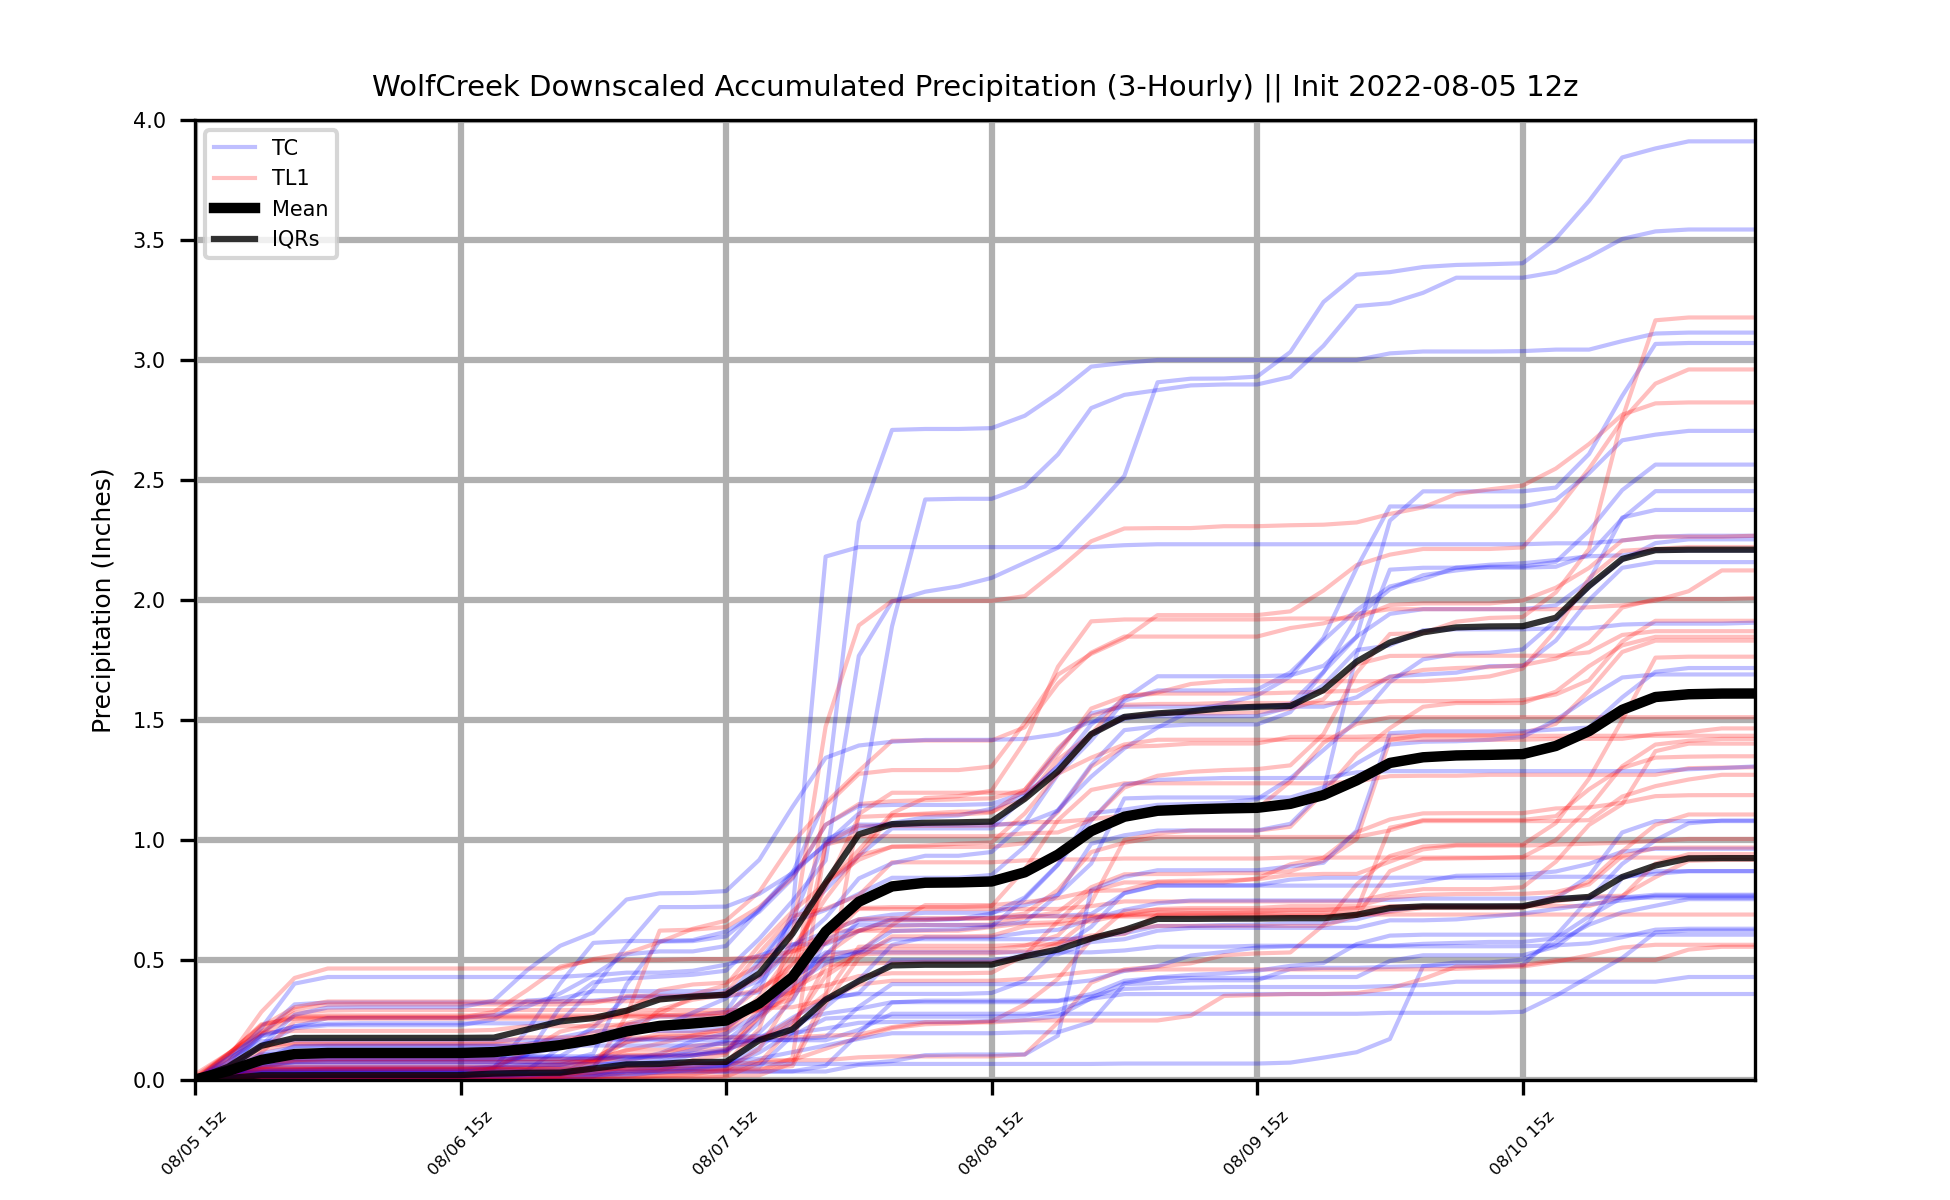 WolfCreek Downscaled Accumulated Precipitation (3-Hourly) || Init 2022-08-05 12z
TC
TL1
Mean
IQRs
Precipitation (Inches)
4.0
3.5
3.0
2.5
2.0
1.5
1.0
0.5
0.0
08/05 15z
08/06 15z
08/07 15z
08/08 15z
08/09 15z
08/10 15z